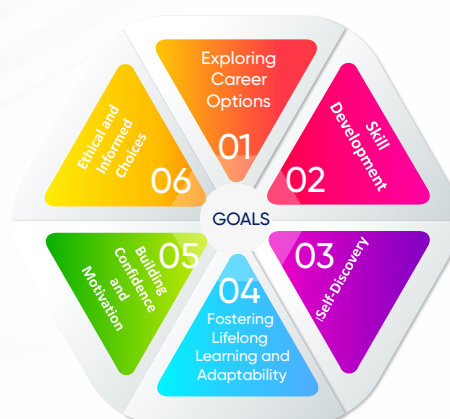 Exploring
Career
Options
01
Skill
Development
02
03
Self-Discovery
04
Fostering
Lifelong
Learning and
Adaptability
05
Building
Confidence
and
Motivation
Ethical and
Informed
Choices
06
GOALS